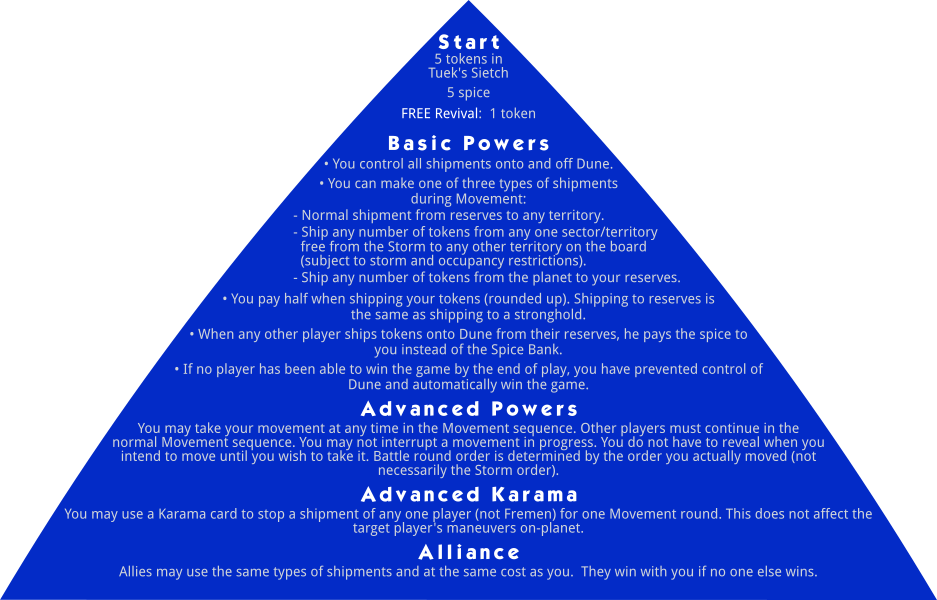 Start
5 tokens in
Tuek's Sietch
5 spice
FREE Revival:  1 token
Basic Powers
• You control all shipments onto and off Dune.
• You can make one of three types of shipments
during Movement:
- Normal shipment from reserves to any territory.
- Ship any number of tokens from any one sector/territory
free from the Storm to any other territory on the board
(subject to storm and occupancy restrictions).
- Ship any number of tokens from the planet to your reserves.
• You pay half when shipping your tokens (rounded up). Shipping to reserves is
the same as shipping to a stronghold.
• When any other player ships tokens onto Dune from their reserves, he pays the spice to
you instead of the Spice Bank.
• If no player has been able to win the game by the end of play, you have prevented control of
Dune and automatically win the game.
Advanced Powers
You may take your movement at any time in the Movement sequence. Other players must continue in the
normal Movement sequence. You may not interrupt a movement in progress. You do not have to reveal when you
intend to move until you wish to take it. Battle round order is determined by the order you actually moved (not
necessarily the Storm order).
Advanced Karama
You may use a Karama card to stop a shipment of any one player (not Fremen) for one Movement round. This does not affect the
target player's maneuvers on-planet.
Alliance
Allies may use the same types of shipments and at the same cost as you.  They win with you if no one else wins.